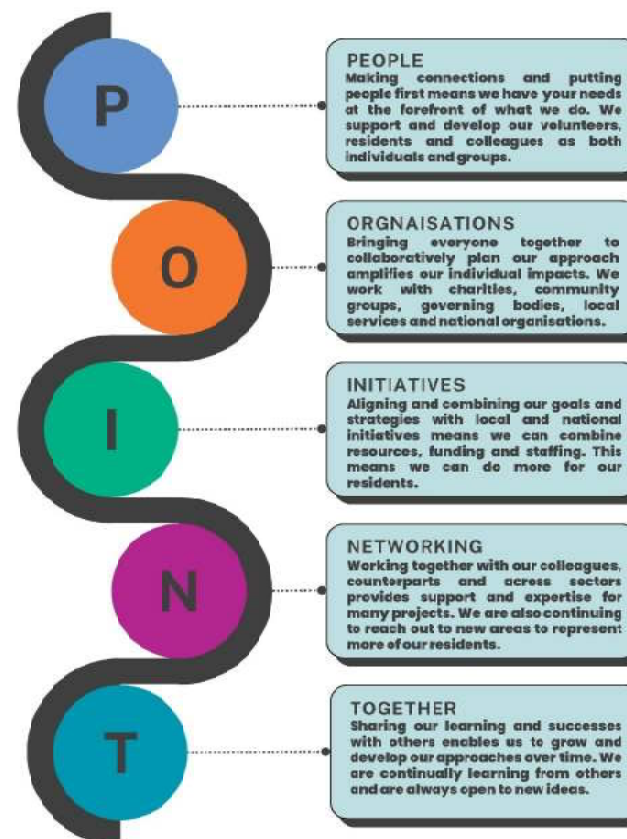 P
PEOPLE
Making connections and putting
people first means we have your needs
at the forefront of what we do. We
support and develop our volunteers,
residents and colleagues as both
individuals and groups.
O
ORGNAISATIONS
Bringing everyone together to
collaboratively plan our approach
amplifies our individual impacts. We
work with charities, community
groups, governing bodies, local
services and national organisations.
I
INITIATIVES
Aligning and combining our goals and
strategies with local and national
initiatives means we can combine
resources, funding and staffing. This
means we can do more for our
residents.
N
NETWORKING
Working together with our colleagues,
counterparts and across sectors
provides support and expertise for
many projects. We are also continuing
to reach out to new areas to represent
more of our residents.
T
TOGETHER
Sharing our learning and successes
with others enables us to grow and
develop our approaches over time. We
are continually learning from others
and are always open to new ideas.